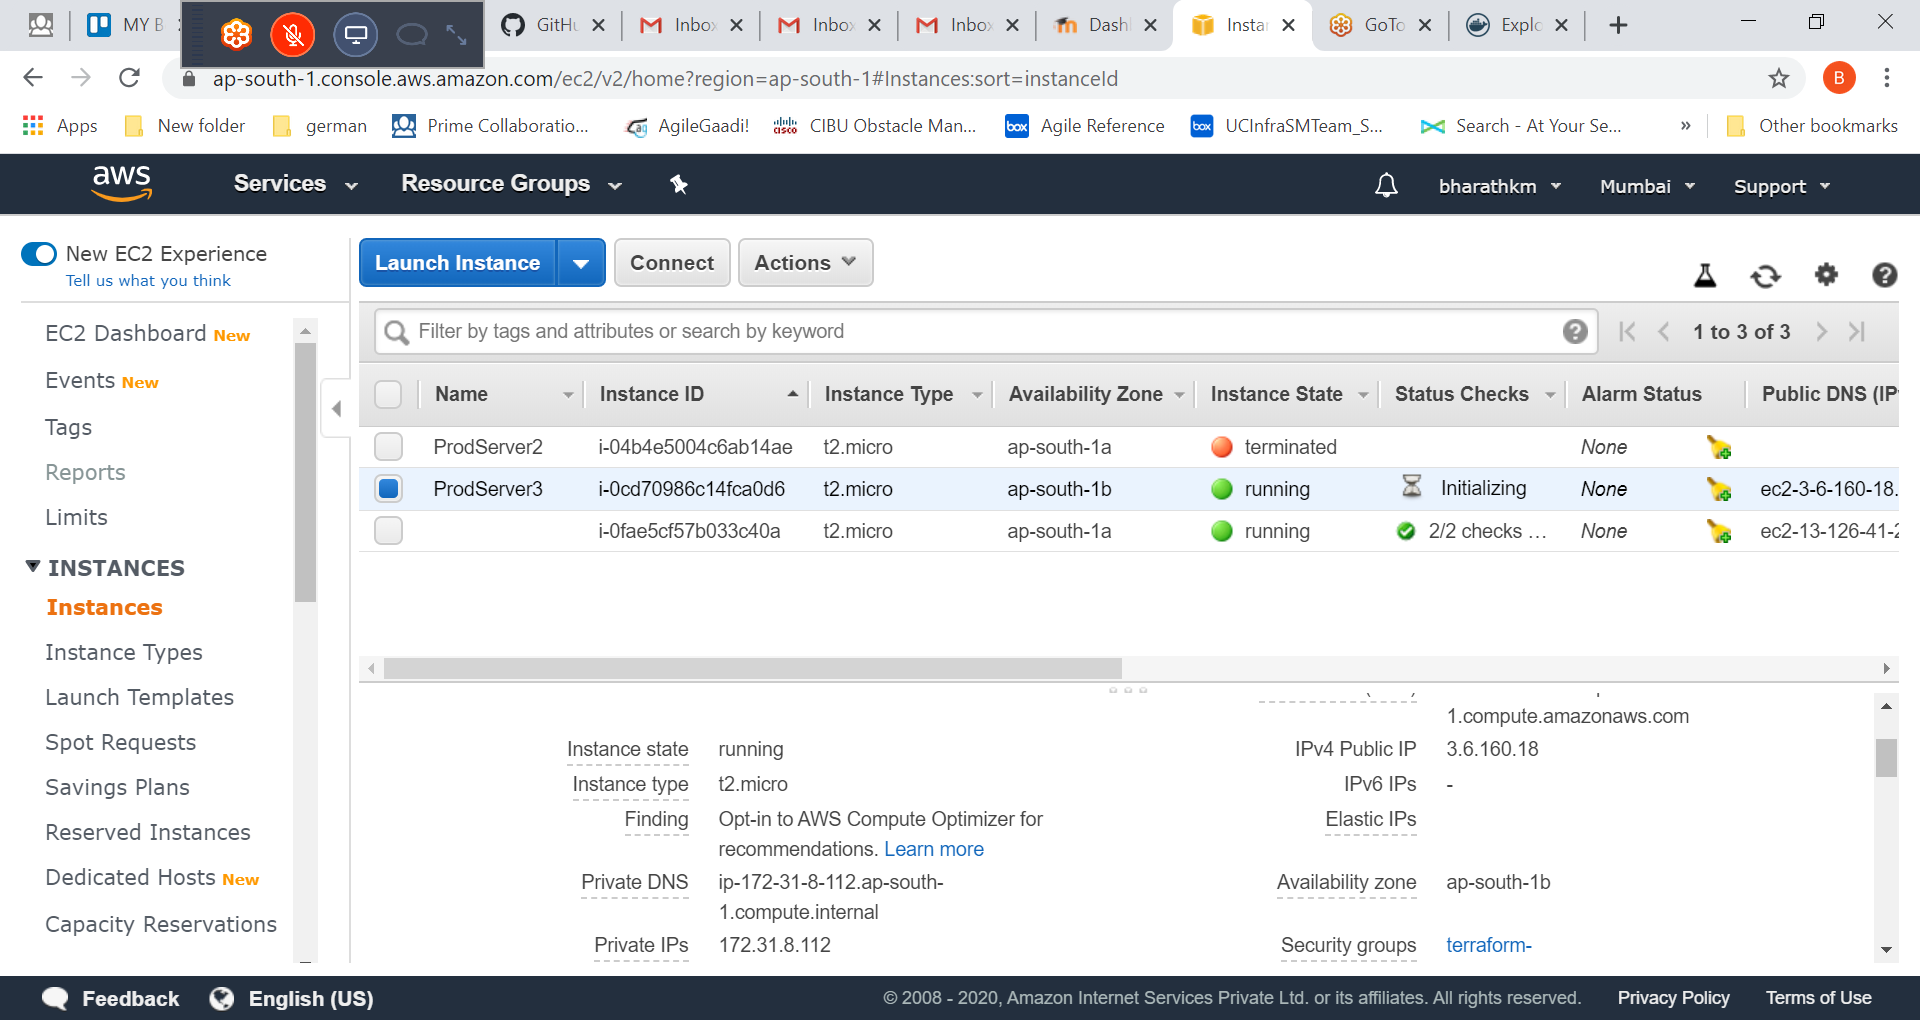 MY B
GitHu
Inbo
Inbo
Inbo
Dash
Insta
GoTo
Explo
ap-south-1.console.aws.amazon.com/ec2/v2/home?region=ap-south-1#Instances:sort=instanceId
B
Apps
New folder
german
Prime Collaboratio...
AgileGaadi!
CIBU Obstacle Man...
Agile Reference
UCInfraSMTeam_S...
Search - At Your Se...
»
Other bookmarks
aws
Services
Resource Groups
bharathkm
Mumbai
Support
New EC2 Experience
Tell us what you think
Launch Instance
Connect
Actions
EC2 Dashboard New
Events New
Tags
Reports
Limits
INSTANCES
Instances
Instance Types
Launch Templates
Spot Requests
Savings Plans
Reserved Instances
Dedicated Hosts New
Capacity Reservations
Filter by tags and attributes or search by keyword
1 to 3 of 3
Name Instance ID Instance Type Availability Zone Instance State Status Checks Alarm Status Public DNS (IP
ProdServer2 i-04b4e5004c6ab14ae t2.micro ap-south-1a terminated None
ProdServer3 i-0cd70986c14fca0d6 t2.micro ap-south-1b running Initializing None ec2-3-6-160-18.
i-0fae5cf57b033c40a t2.micro ap-south-1a running 2/2 checks ... None ec2-13-126-41-2
1.compute.amazonaws.com
Instance state running
IPv4 Public IP 3.6.160.18
Instance type t2.micro
IPv6 IPs -
Finding Opt-in to AWS Compute Optimizer for
recommendations. Learn more
Elastic IPs
Private DNS ip-172-31-8-112.ap-south-
1.compute.internal
Availability zone ap-south-1b
Private IPs 172.31.8.112
Security groups terraform-
Feedback
English (US)
© 2008 - 2020, Amazon Internet Services Private Ltd. or its affiliates. All rights reserved.
Privacy Policy
Terms of Use